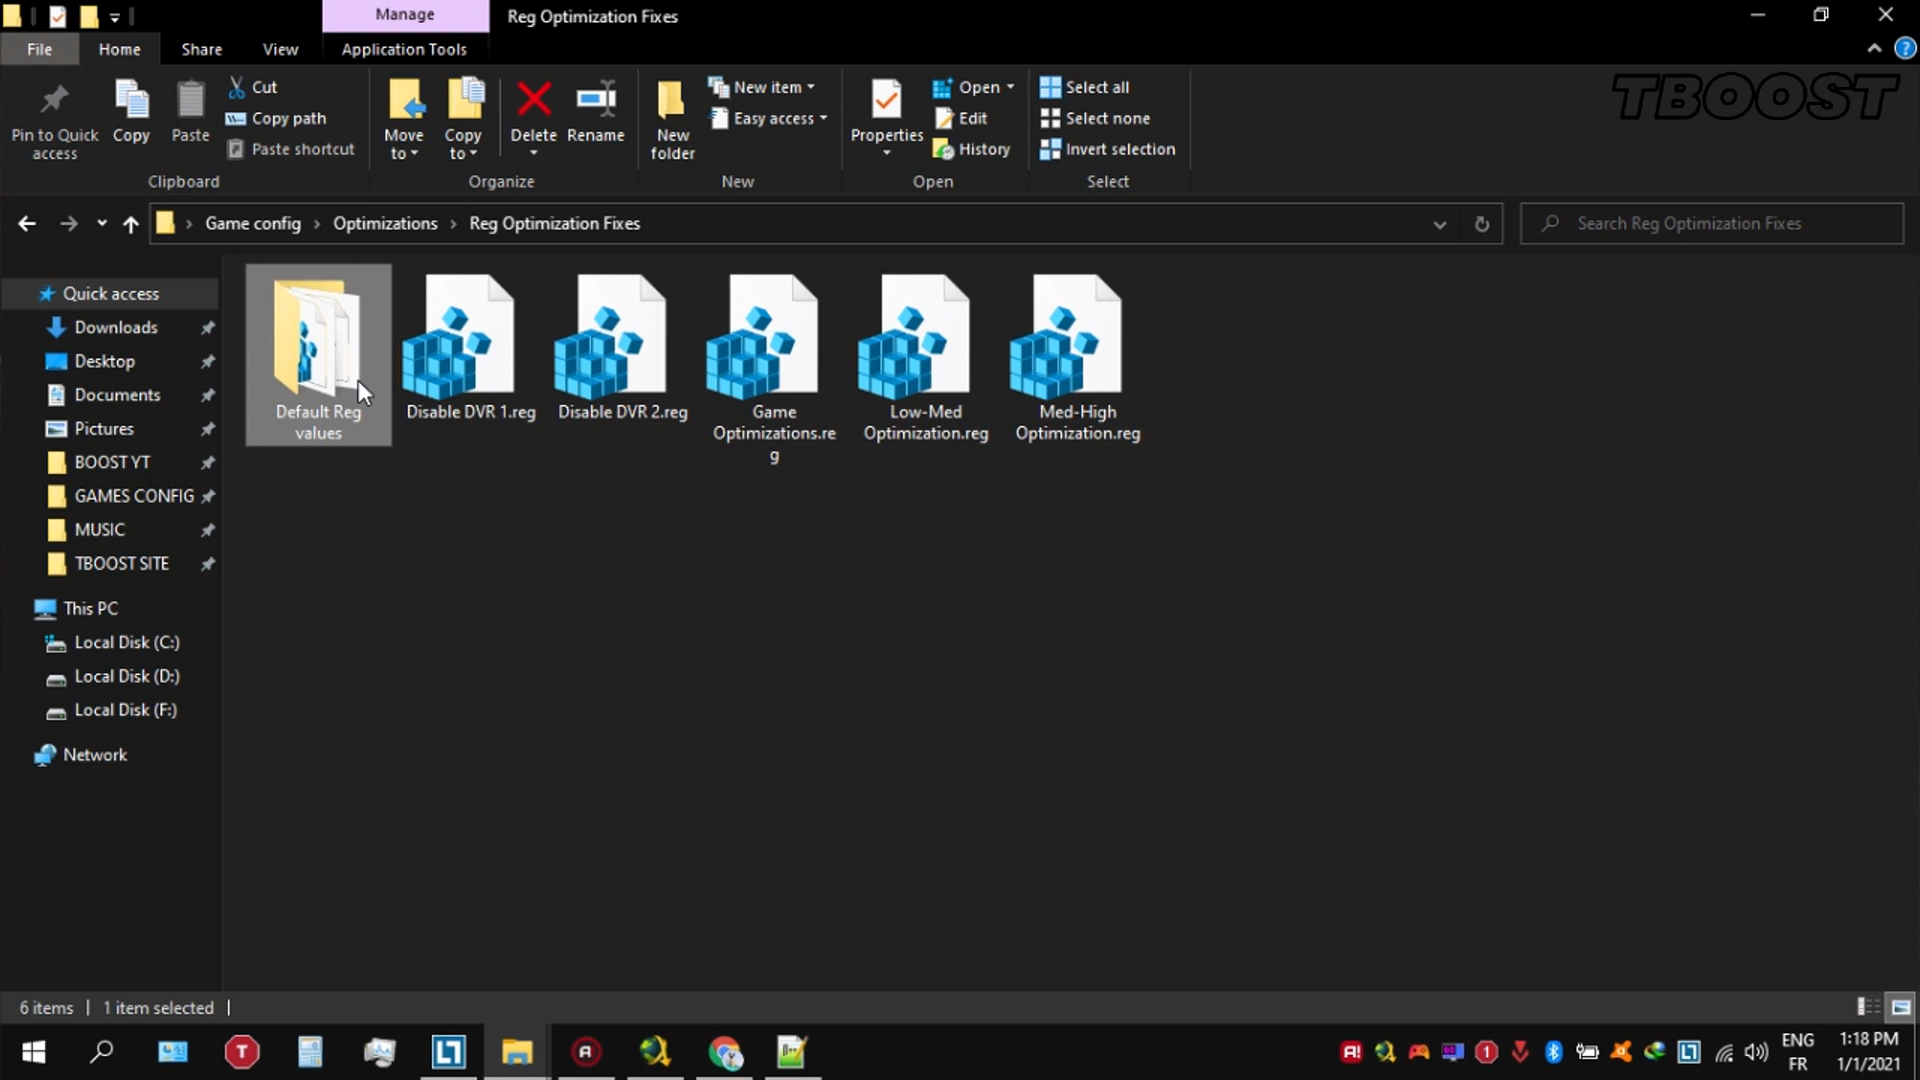 Manage
Reg Optimization Fixes
File
Home
Share
View
Application Tools
TBOOST
Pin to Quick
access
Copy
Paste
Cut
Copy path
Paste shortcut
Clipboard
Move
to
Copy
to
Delete
Rename
Organize
New
folder
New item
Easy access
New
Properties
Open
Edit
History
Open
Select all
Select none
Invert selection
Select
Game config
Optimizations
Reg Optimization Fixes
Search Reg Optimization Fixes
Quick access
Downloads
Desktop
Documents
Pictures
BOOST YT
GAMES CONFIG
MUSIC
TBOOST SITE
This PC
Local Disk (C:)
Local Disk (D:)
Local Disk (F:)
Network
Default Reg
values
Disable DVR 1.reg
Disable DVR 2.reg
Game
Optimizations.re
g
Low-Med
Optimization.reg
Med-High
Optimization.reg
6 items
1 item selected
ENG
FR
1:18 PM
1/1/2021